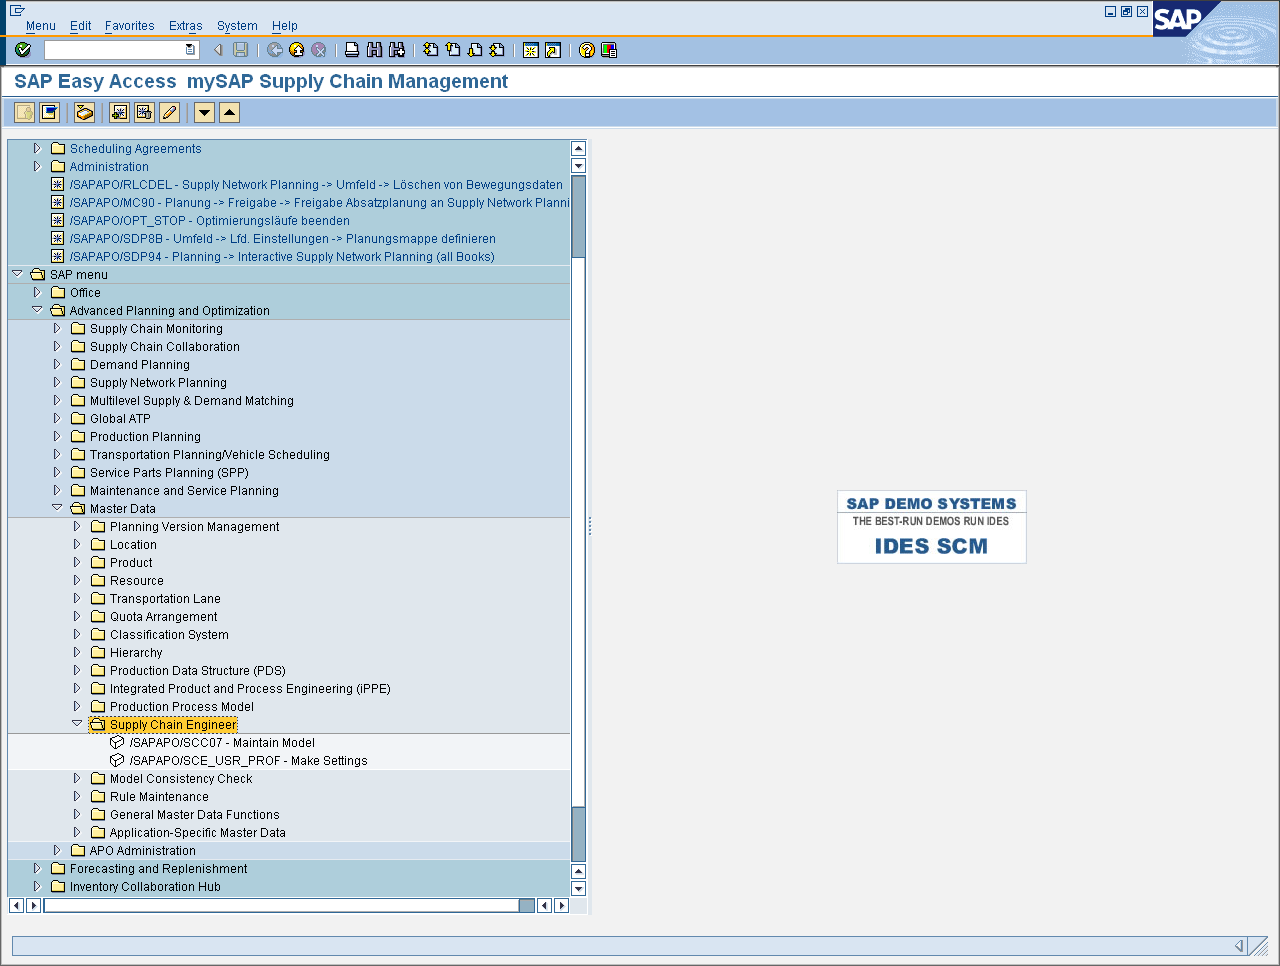 Menu Edit Favorites Extras System Help
SAP
SAP Easy Access mySAP Supply Chain Management
Scheduling Agreements
Administration
/SAPAPO/RLCDEL - Supply Network Planning -> Umfeld -> Löschen von Bewegungsdaten
/SAPAPO/MC90 - Planung -> Freigabe -> Freigabe Absatzplanung an Supply Network Planni
/SAPAPO/OPT_STOP - Optimierungsläufe beenden
/SAPAPO/SDP8B - Umfeld -> Lfd. Einstellungen -> Planungsmappe definieren
/SAPAPO/SDP94 - Planning -> Interactive Supply Network Planning (all Books)
SAP menu
Office
Advanced Planning and Optimization
Supply Chain Monitoring
Supply Chain Collaboration
Demand Planning
Supply Network Planning
Multilevel Supply & Demand Matching
Global ATP
Production Planning
Transportation Planning/Vehicle Scheduling
Service Parts Planning (SPP)
Maintenance and Service Planning
Master Data
Planning Version Management
Location
Product
Resource
Transportation Lane
Quota Arrangement
Classification System
Hierarchy
Production Data Structure (PDS)
Integrated Product and Process Engineering (iPPE)
Production Process Model
Supply Chain Engineer
/SAPAPO/SCC07 - Maintain Model
/SAPAPO/SCE_USR_PROF - Make Settings
Model Consistency Check
Rule Maintenance
General Master Data Functions
Application-Specific Master Data
APO Administration
Forecasting and Replenishment
Inventory Collaboration Hub
SAP DEMO SYSTEMS
THE BEST-RUN DEMOS RUN IDES
IDES SCM